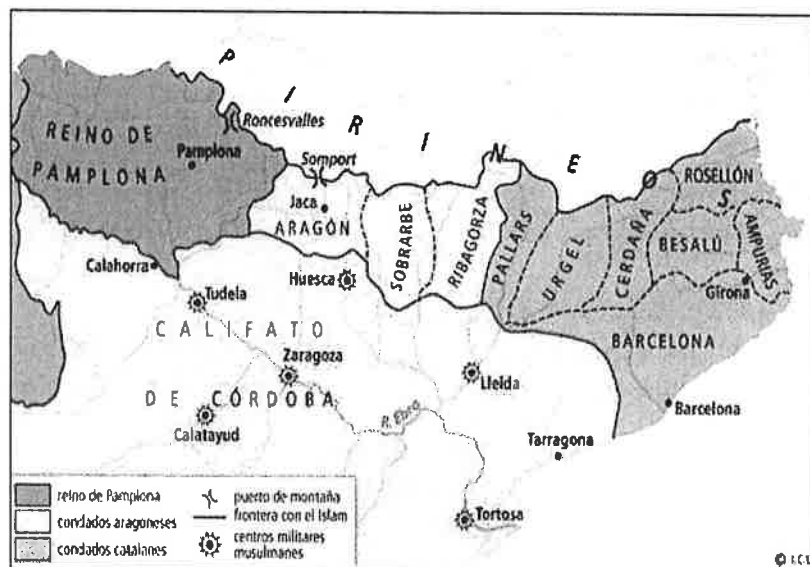 PIRINEOS
Roncesvalles
REINO DE
PAMPLONA
Pamplona
Somport
Jaca
ARAGÓN
SOBRARBE
RIBAGORZA
PALLARS
URGEL
CERDAÑA
ROSELLÓN
BESALÚ
AMPURIAS
Girona
BARCELONA
Barcelona
Calahorra
Tudela
Huesca
CALIFATO
DE CÓRDOBA
Zaragoza
Calatayud
Lleida
R. Ebro
Tarragona
Tortosa
reino de Pamplona
condados aragoneses
condados catalanes
puerto de montaña
frontera con el Islam
centros militares
musulmanes